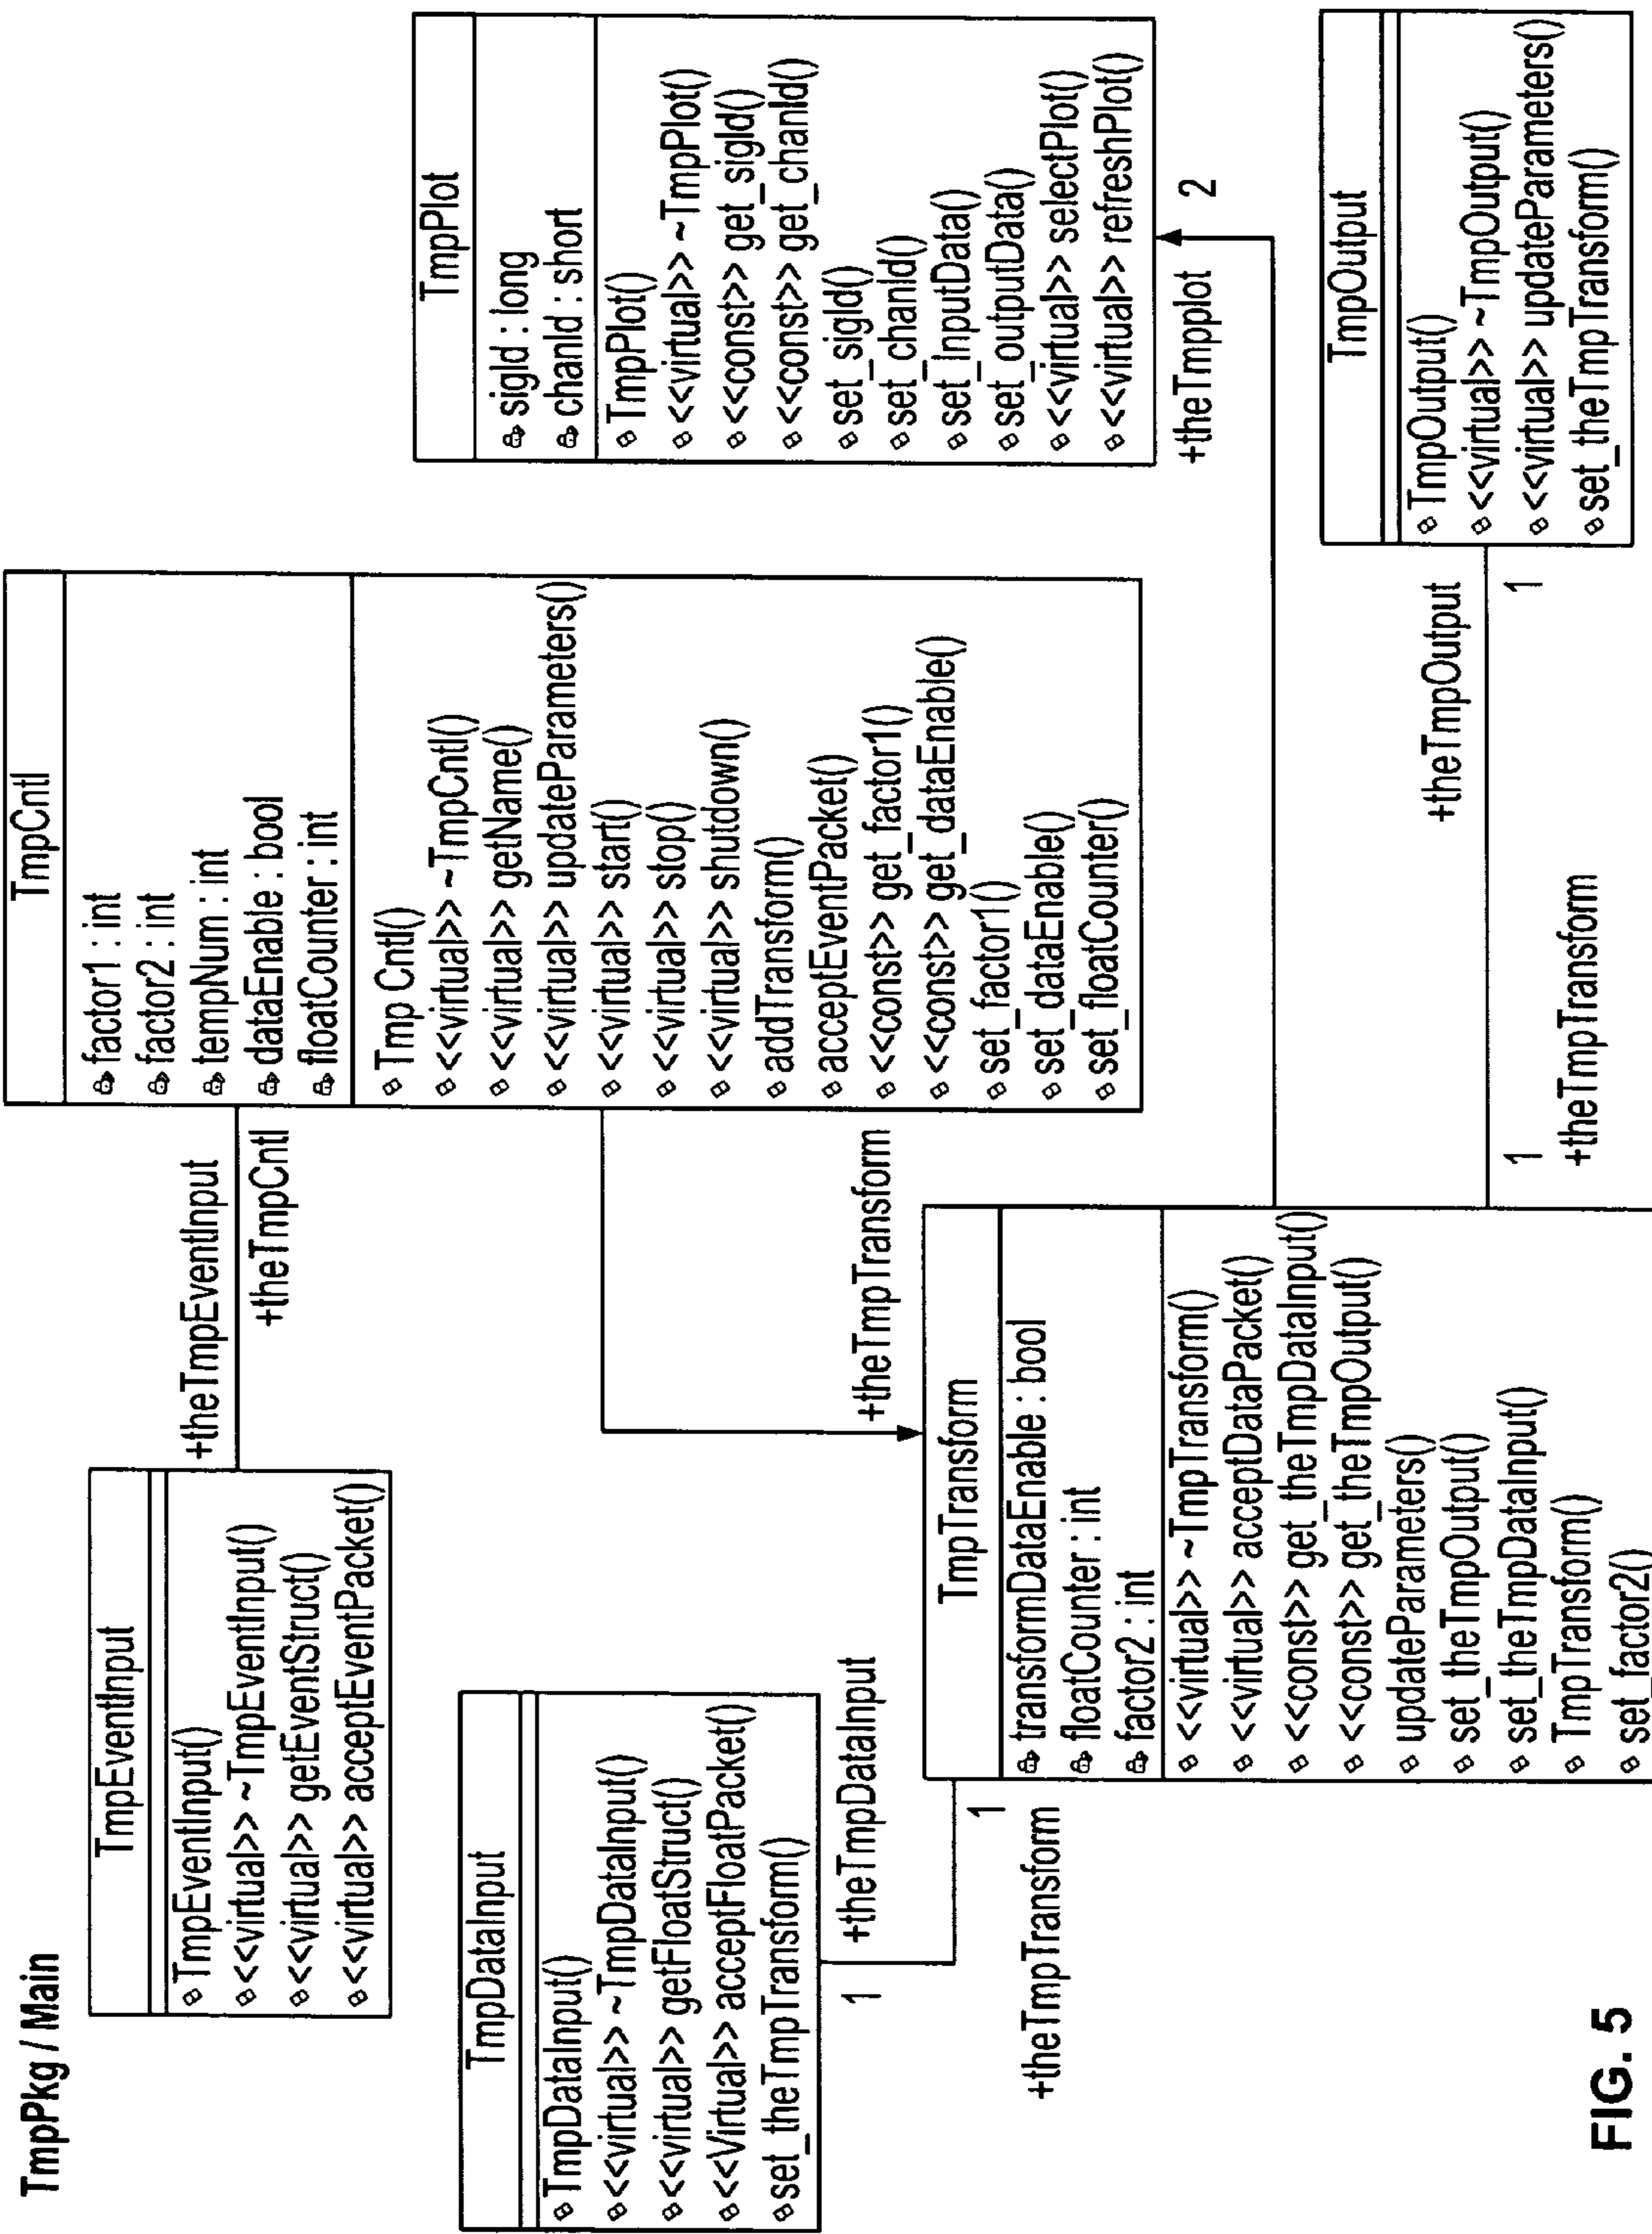 TmpPkg / Main
TmpEventInput
TmpEventInput()
<<virtual>> ~TmpEventInput()
<<virtual>> getEventStruct()
<<virtual>> acceptEventPacket()
+theTmpEventInput
+theTmpCntl
TmpCntl
factor1 : int
factor2 : int
tempNum : int
dataEnable : bool
floatCounter : int
Tmp Cntl()
<<virtual>> ~TmpCntl()
<<virtual>> getName()
<<virtual>> updateParameters()
<<virtual>> start()
<<virtual>> stop()
<<virtual>> shutdown()
addTransform()
acceptEventPacket()
<<const>> get_factor1()
<<const>> get_dataEnable()
set_factor1()
set_dataEnable()
set_floatCounter()
TmpPlot
sigId : long
chanId : short
TmpPlot()
<<virtual>> ~TmpPlot()
<<const>> get_sigId()
<<const>> get_chanId()
set_sigId()
set_chanId()
set_InputData()
set_outputData()
<<virtual>> selectPlot()
<<virtual>> refreshPlot()
+theTmpplot
2
TmpDataInput
TmpDataInput()
<<virtual>> ~TmpDataInput()
<<virtual>> getFloatStruct()
<<Virtual>> acceptFloatPacket()
set_theTmpTransform()
1
+theTmpDataInput
1
+theTmpTransform
+theTmpTransform
TmpTransform
transformDataEnable : bool
floatCounter : int
factor2 : int
<<virtual>> ~TmpTransform()
<<virtual>> acceptDataPacket()
<<const>> get_theTmpDataInput()
<<const>> get_theTmpOutput()
updateParameters()
set_theTmpOutput()
set_theTmpDataInput()
TmpTransform()
set_factor2()
1
+theTmpTransform
+theTmpOutput
1
TmpOutput
TmpOutput()
<<virtual>> ~TmpOutput()
<<virtual>> updateParameters()
set_theTmpTransform()
FIG. 5